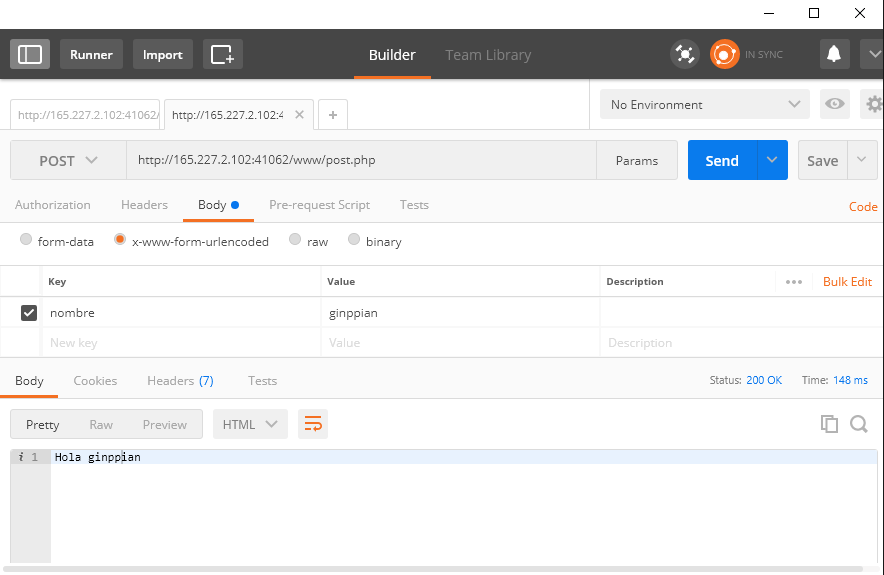 Runner Import Builder Team Library IN SYNC
http://165.227.2.102:41062/ http://165.227.2.102:4 No Environment
POST http://165.227.2.102:41062/www/post.php Params Send Save
Authorization Headers Body Pre-request Script Tests Code
form-data x-www-form-urlencoded raw binary
Key Value Description ••• Bulk Edit
nombre ginppian
New key Value Description
Body Cookies Headers (7) Tests Status: 200 OK Time: 148 ms
Pretty Raw Preview HTML
i 1 Hola ginppian